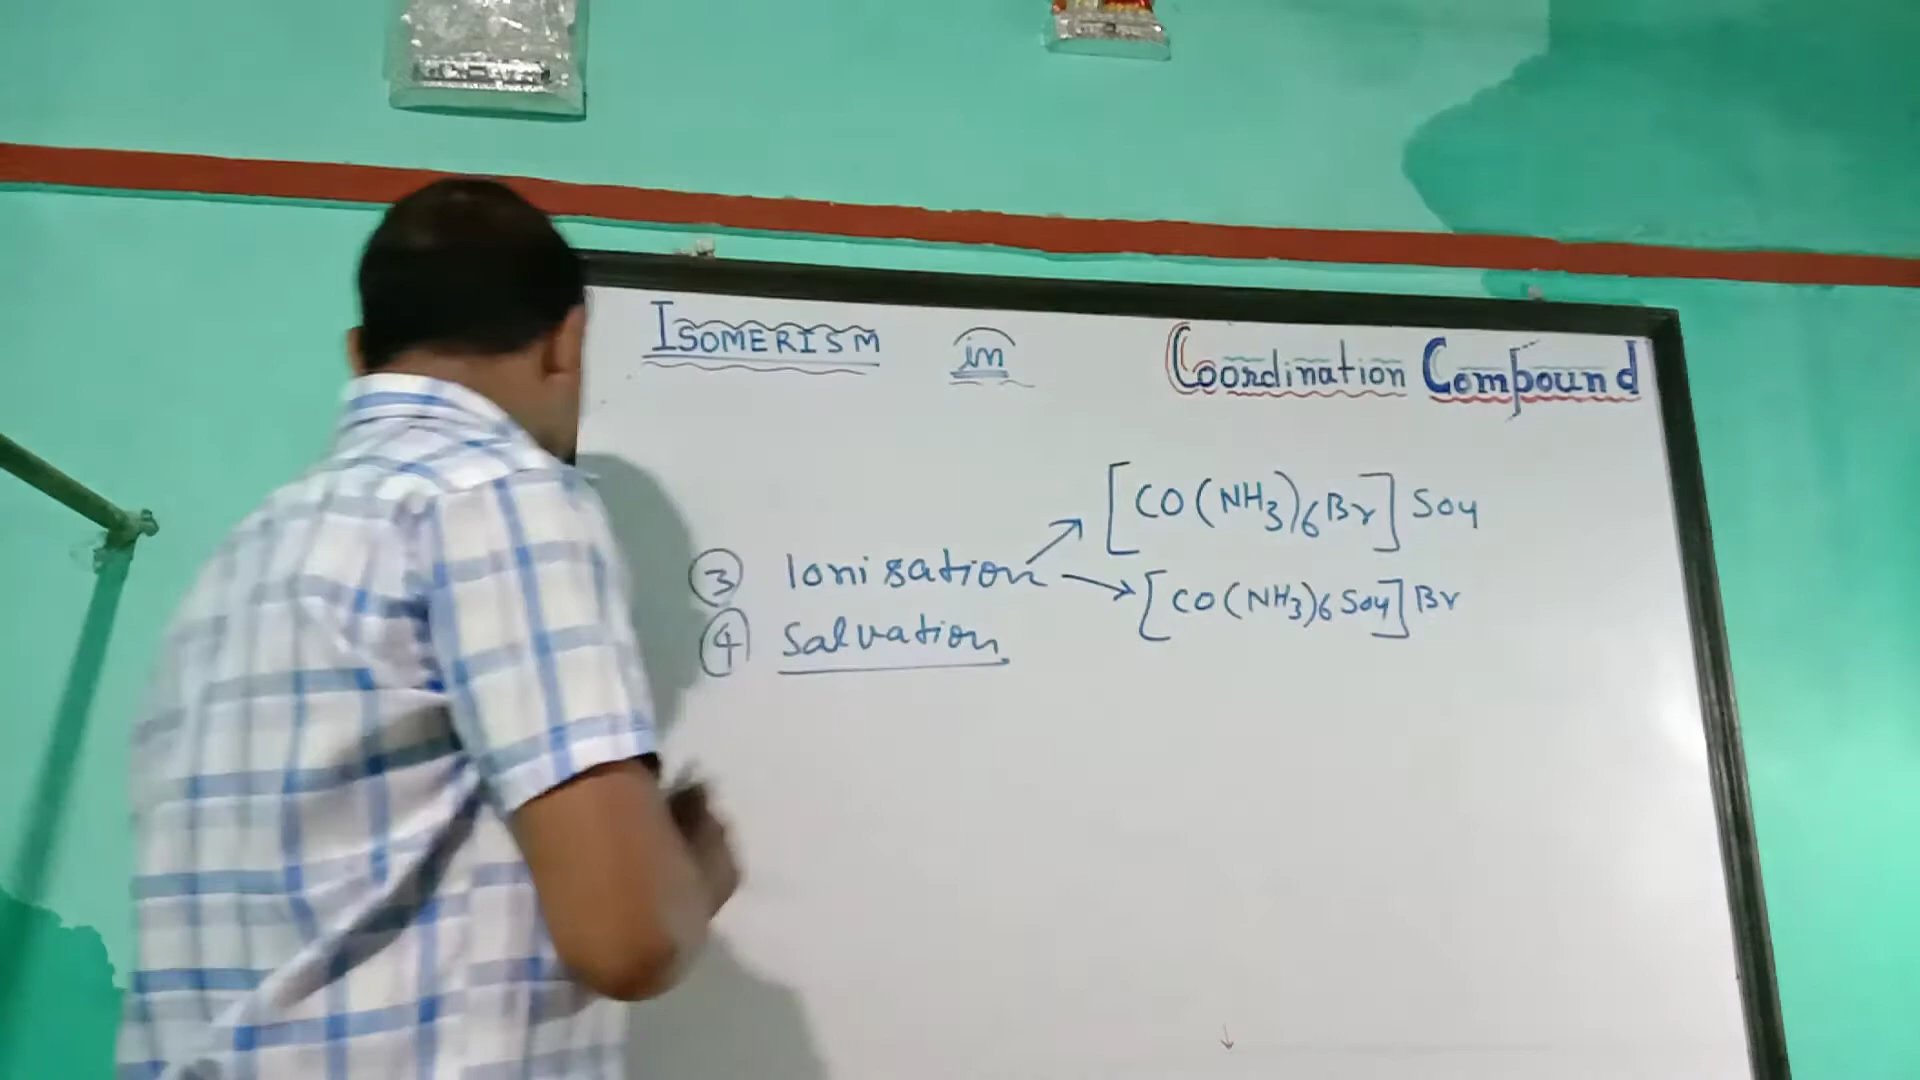 ISOMERISM in Coordination Compound
[CO(NH3)6Br] So4
③ Ionisation
[CO(NH3)6 So4] Br
④ Salvation